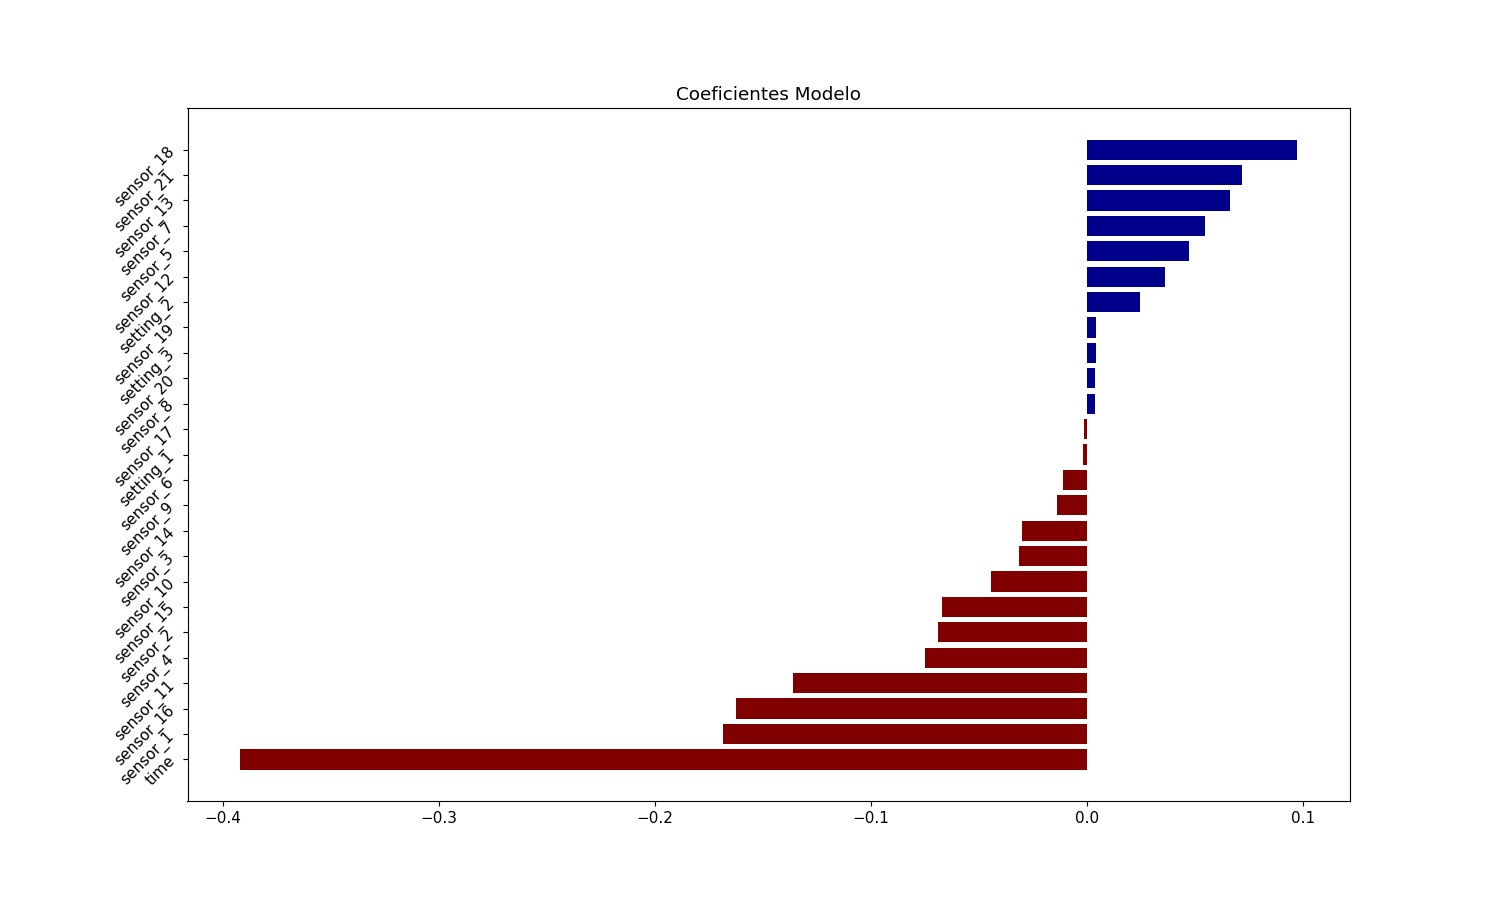 Coeficientes Modelo
sensor_18
sensor_21
sensor_13
sensor_7
sensor_5
sensor_12
setting_2
sensor_19
setting_3
sensor_20
sensor_8
sensor_17
setting_1
sensor_6
sensor_9
sensor_14
sensor_3
sensor_10
sensor_15
sensor_2
sensor_4
sensor_11
sensor_16
sensor_1
time
−0.4 −0.3 −0.2 −0.1 0.0 0.1